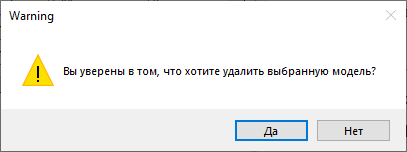 Warning
Вы уверены в том, что хотите удалить выбранную модель?
Да
Нет